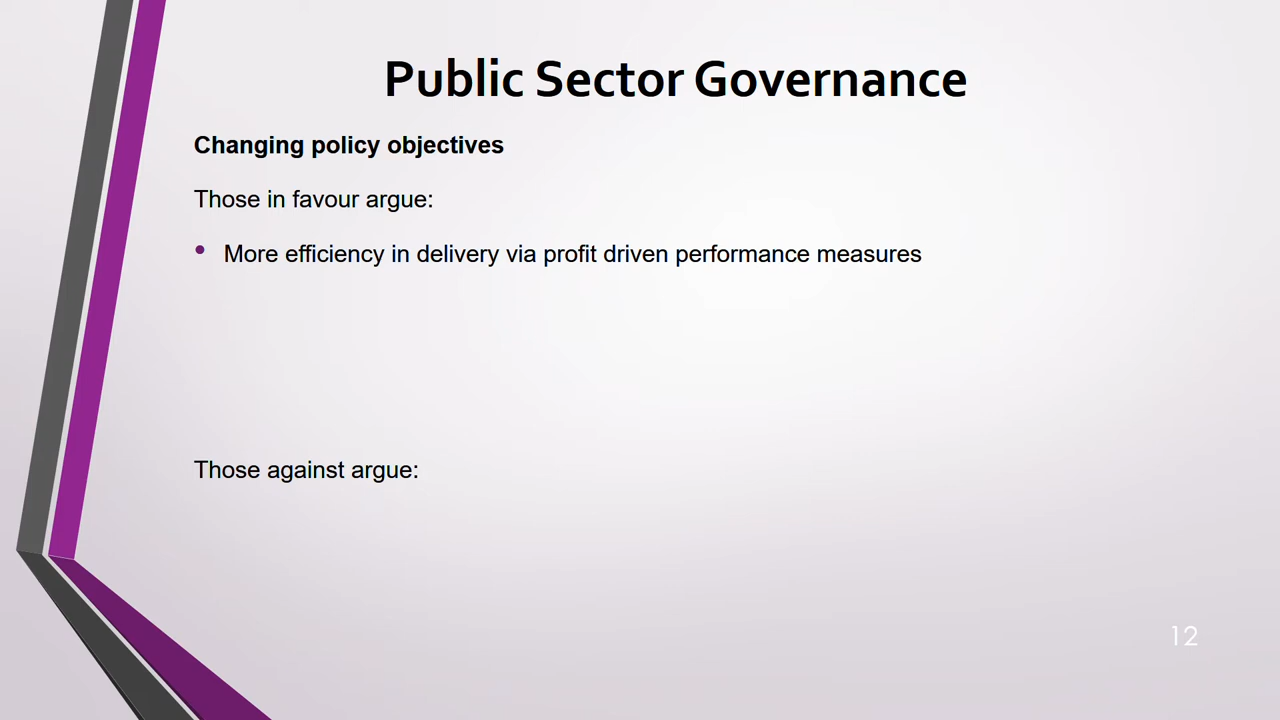 Public Sector Governance
Changing policy objectives
Those in favour argue:
• More efficiency in delivery via profit driven performance measures
Those against argue:
12